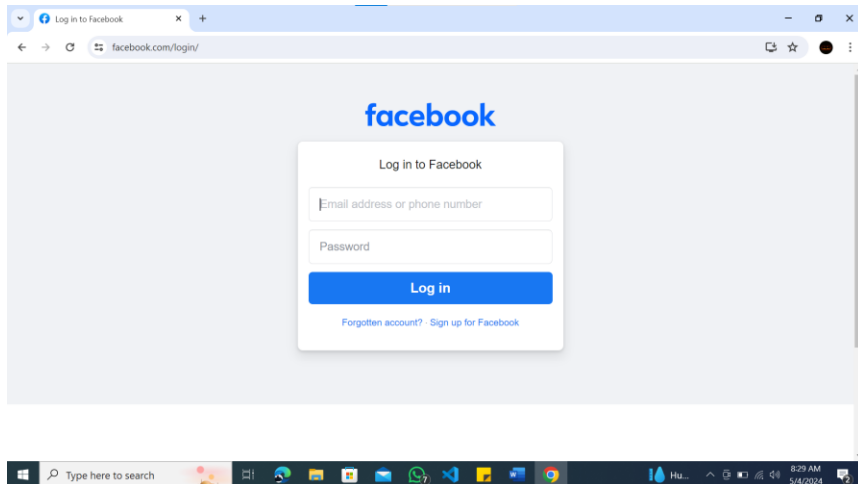 Log in to Facebook
facebook.com/login/
facebook
Log in to Facebook
Email address or phone number
Password
Log in
Forgotten account? · Sign up for Facebook
Type here to search
Hu...
8:29 AM
5/4/2024